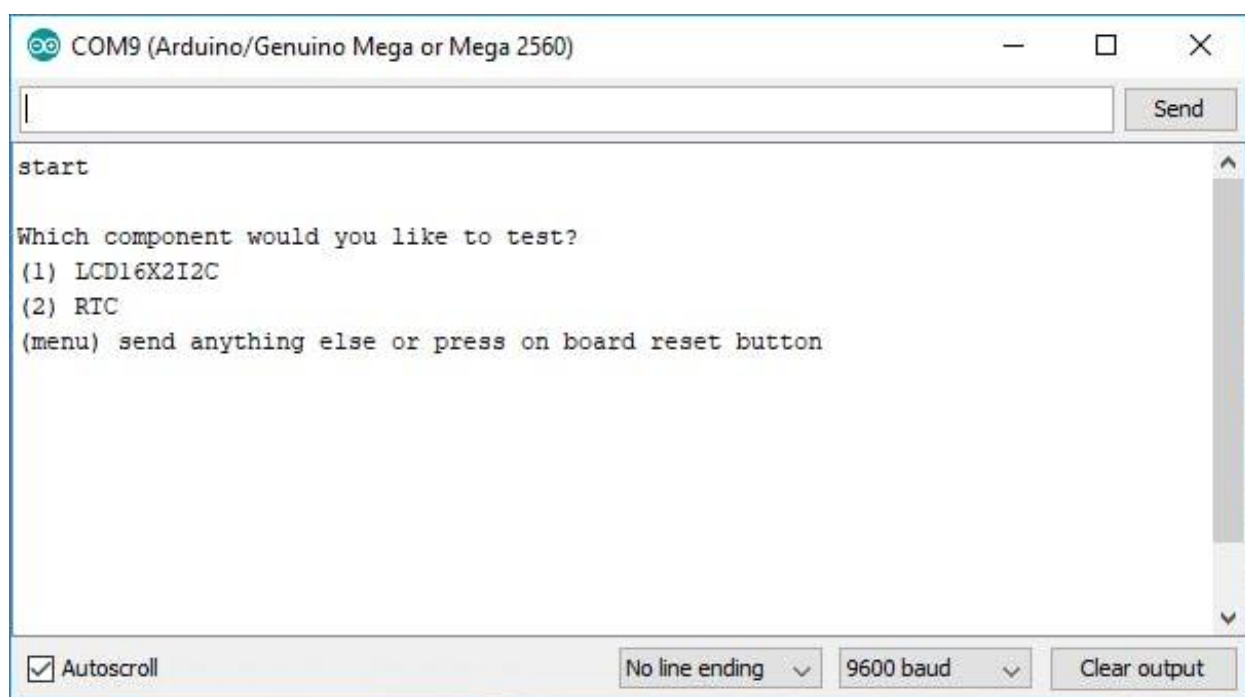 COM9 (Arduino/Genuino Mega or Mega 2560)
Send
start
Which component would you like to test?
(1) LCD16X2I2C
(2) RTC
(menu) send anything else or press on board reset button
Autoscroll
No line ending
9600 baud
Clear output